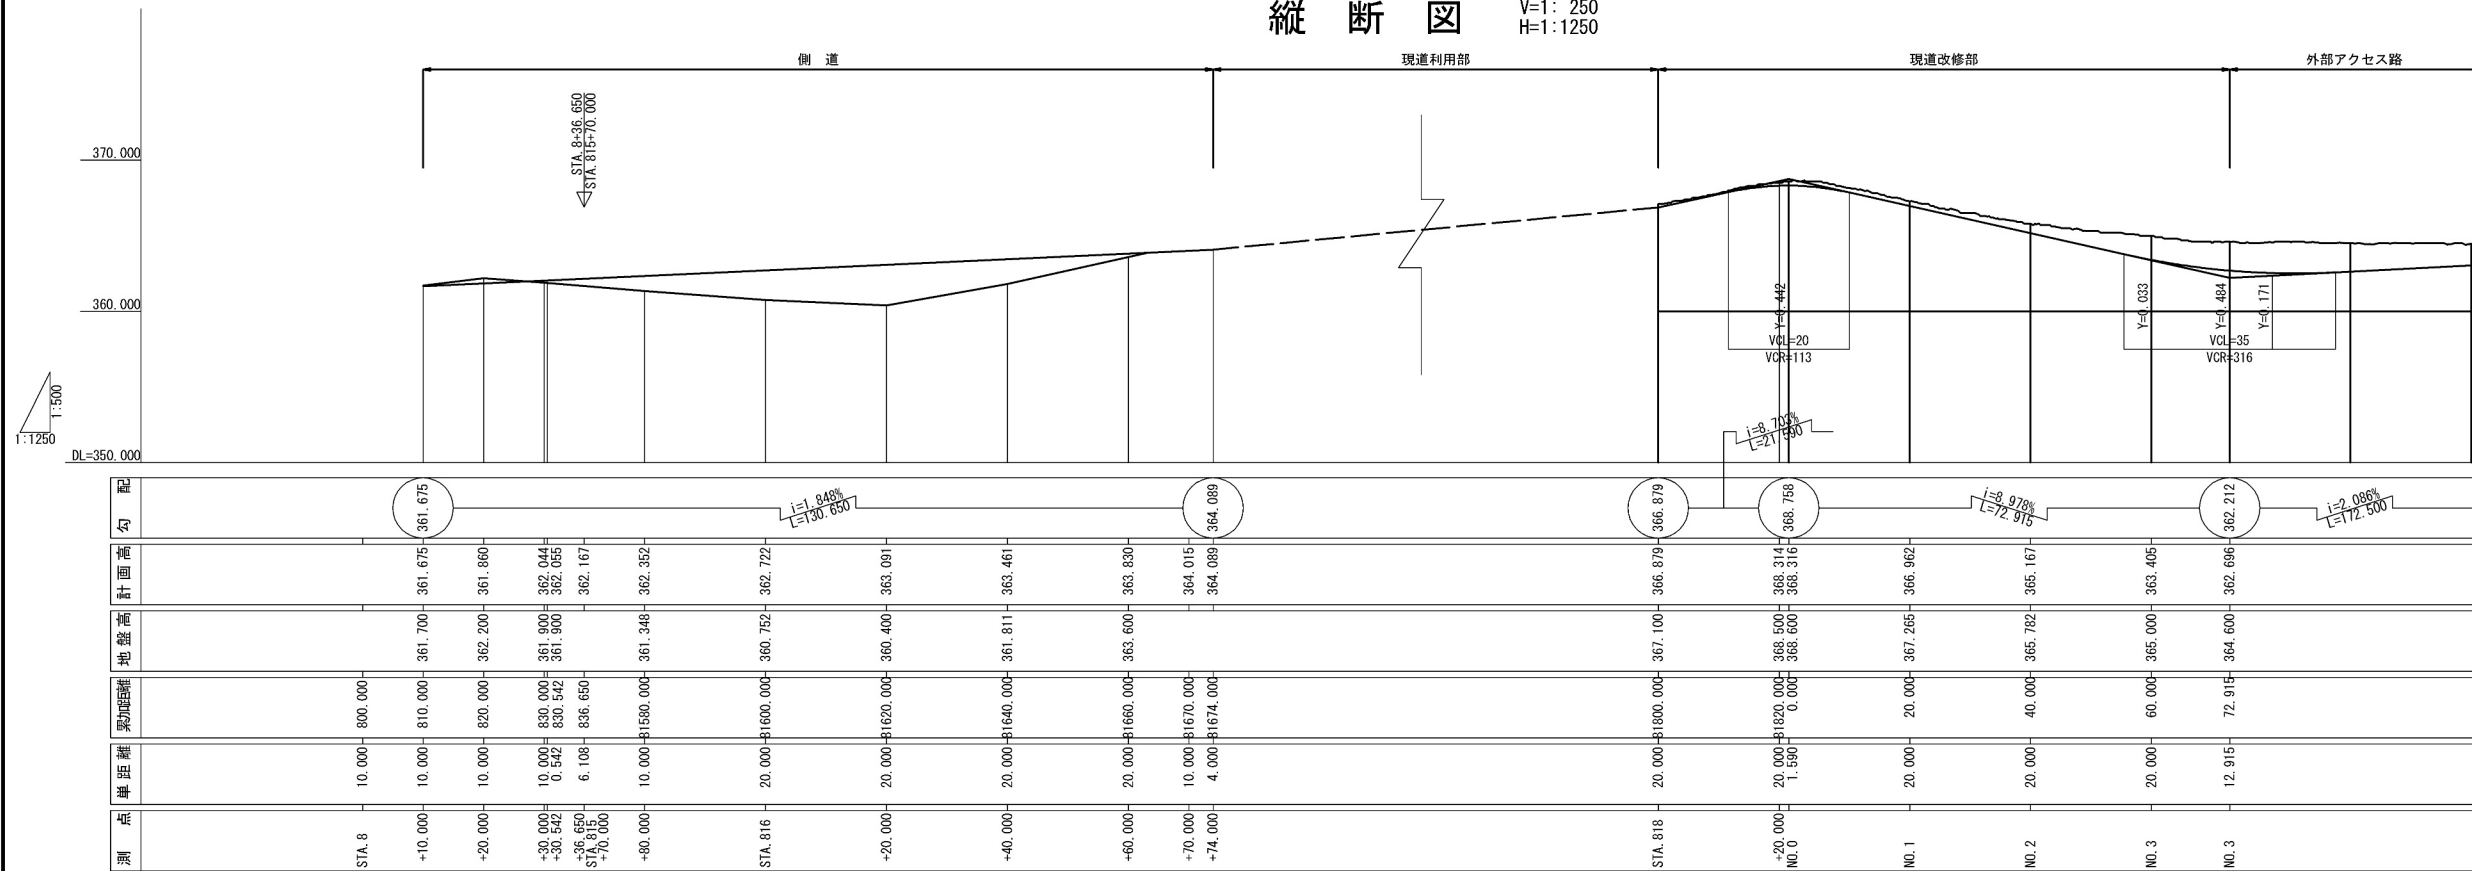 縦 断 図
V=1: 250
H=1:1250
側 道
現道利用部
現道改修部
外部アクセス路
STA.8+36.650
STA.815+70.000
370.000
360.000
DL=350.000
1:500
1:1250
Y=0.442
VCL=20
VCR=113
Y=0.033
Y=0.484
Y=0.171
VCL=35
VCR=316
i=8.703%
L=21.590
勾 配
361.675
i=1.848%
L=130.650
364.089
366.879
368.758
i=8.978%
L=72.915
362.212
i=2.086%
L=172.500
計画高
361.675 361.860 362.044 362.055 362.167 362.352 362.722 363.091 363.461 363.830 364.015 364.089 366.879 368.314 368.316 366.962 365.167 363.405 362.696
地盤高
361.700 362.200 361.900 361.900 361.348 360.752 360.400 361.811 363.600 367.100 368.500 368.600 367.265 365.782 365.000 364.600
累加距離
800.000 810.000 820.000 830.000 830.542 836.650 81580.000 81600.000 81620.000 81640.000 81660.000 81670.000 81674.000 81800.000 81820.000 0.000 20.000 40.000 60.000 72.915
単距離
10.000 10.000 10.000 10.000 0.542 6.108 10.000 20.000 20.000 20.000 20.000 10.000 4.000 20.000 20.000 1.590 20.000 20.000 20.000 12.915
測 点
STA.8 +10.000 +20.000 +30.000 +30.542 +36.650 STA.815 +70.000 +80.000 STA.816 +20.000 +40.000 +60.000 +70.000 +74.000 STA.818 +20.000 NO.0 NO.1 NO.2 NO.3 NO.3